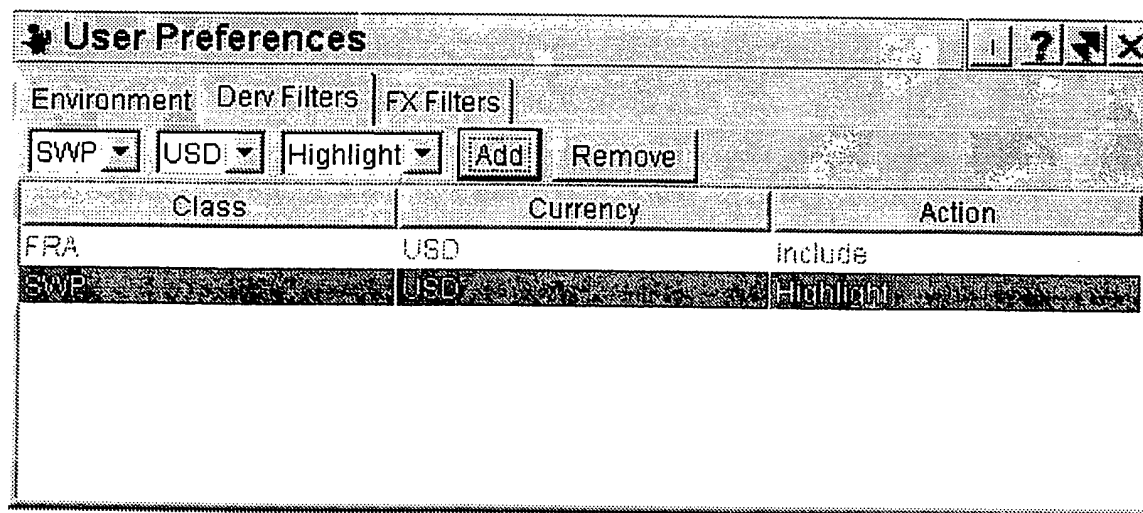 User Preferences
Environment Derv Filters FX Filters
SWP USD Highlight Add Remove
Class Currency Action
FRA USD Include
SWP USD Highlight